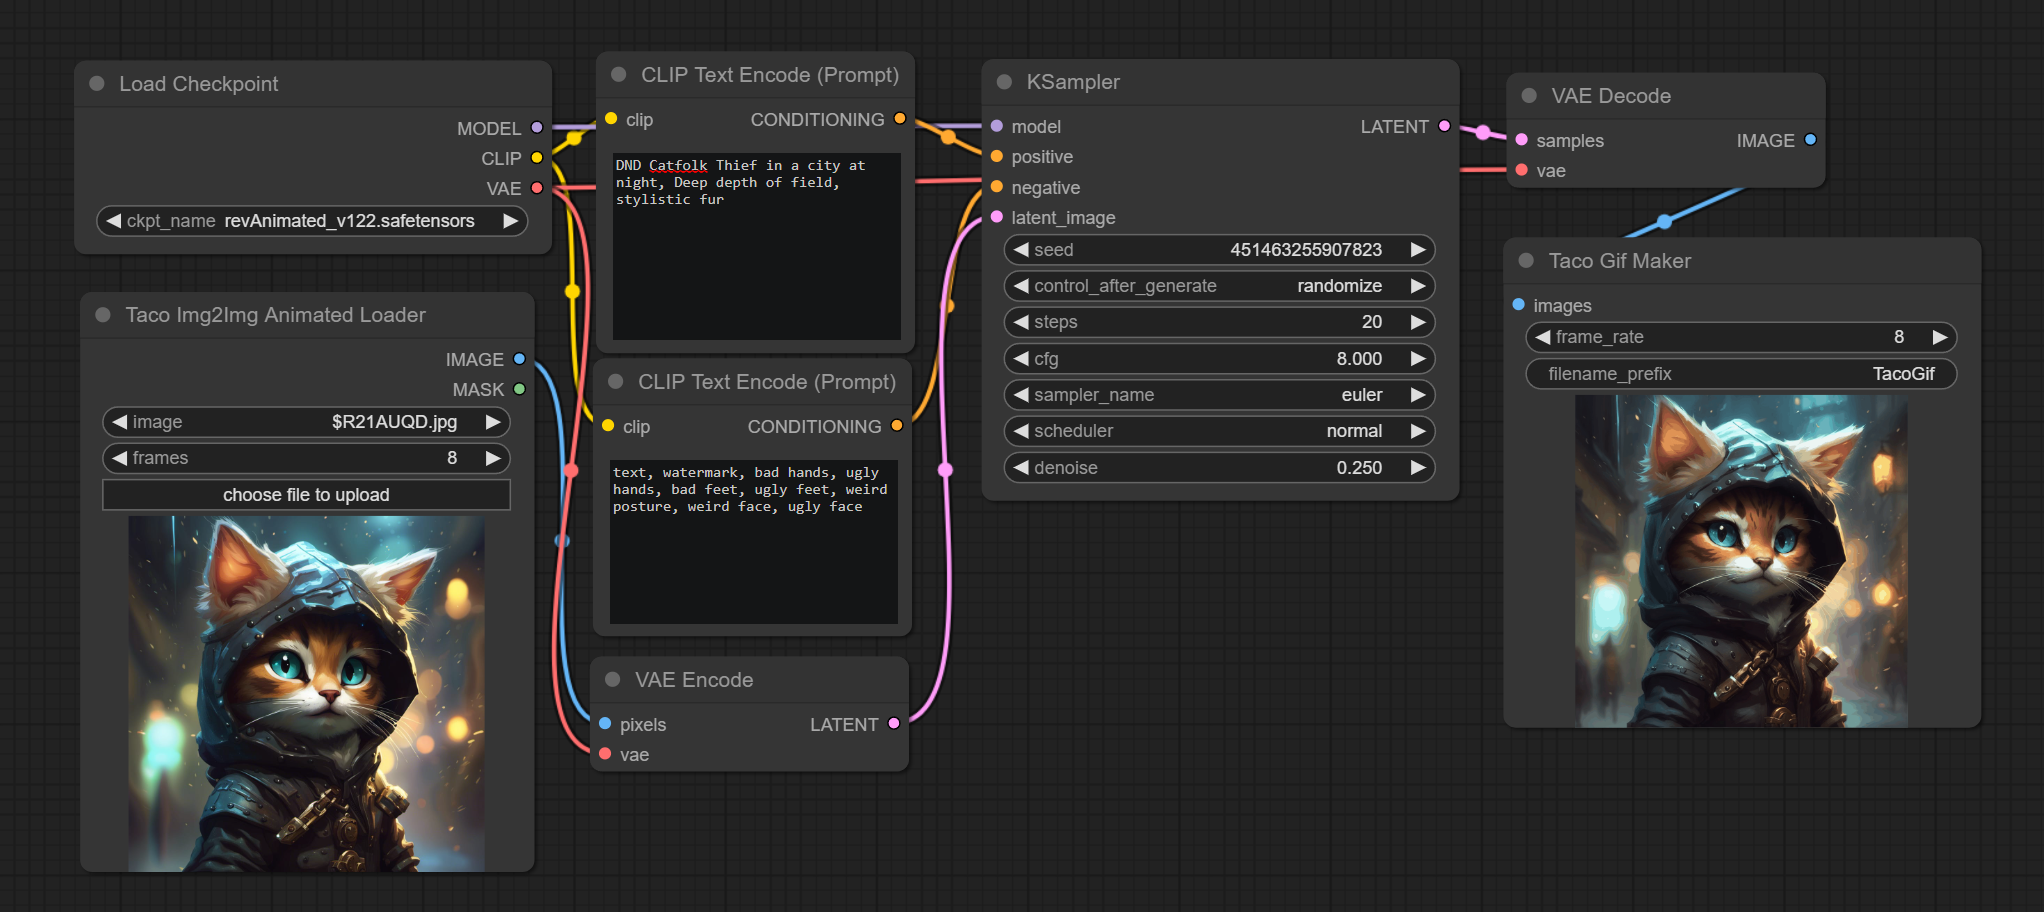 Load Checkpoint
MODEL
CLIP
VAE
ckpt_name revAnimated_v122.safetensors
Taco Img2Img Animated Loader
IMAGE
MASK
image $R21AUQD.jpg
frames 8
choose file to upload
CLIP Text Encode (Prompt)
clip CONDITIONING
DND Catfolk Thief in a city at
night, Deep depth of field,
stylistic fur
CLIP Text Encode (Prompt)
clip CONDITIONING
text, watermark, bad hands, ugly
hands, bad feet, ugly feet, weird
posture, weird face, ugly face
VAE Encode
pixels LATENT
vae
KSampler
model LATENT
positive
negative
latent_image
seed 451463255907823
control_after_generate randomize
steps 20
cfg 8.000
sampler_name euler
scheduler normal
denoise 0.250
VAE Decode
samples IMAGE
vae
Taco Gif Maker
images
frame_rate 8
filename_prefix TacoGif